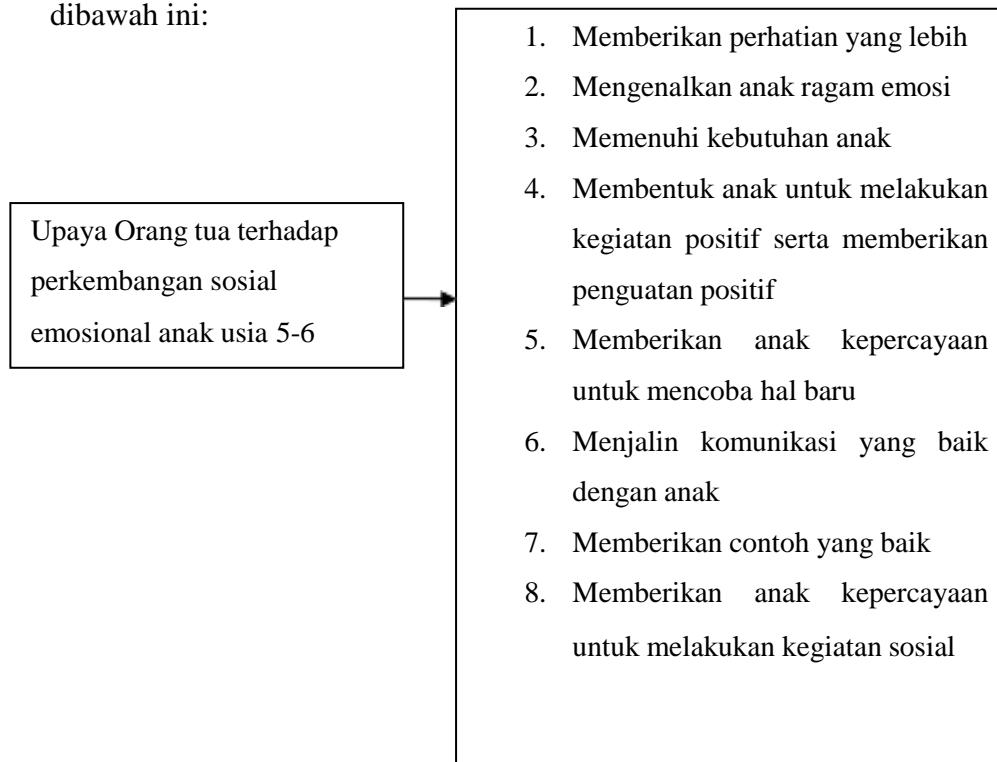 dibawah ini:
Upaya Orang tua terhadap
perkembangan sosial
emosional anak usia 5-6
1. Memberikan perhatian yang lebih
2. Mengenalkan anak ragam emosi
3. Memenuhi kebutuhan anak
4. Membentuk anak untuk melakukan
kegiatan positif serta memberikan
penguatan positif
5. Memberikan anak kepercayaan
untuk mencoba hal baru
6. Menjalin komunikasi yang baik
dengan anak
7. Memberikan contoh yang baik
8. Memberikan anak kepercayaan
untuk melakukan kegiatan sosial